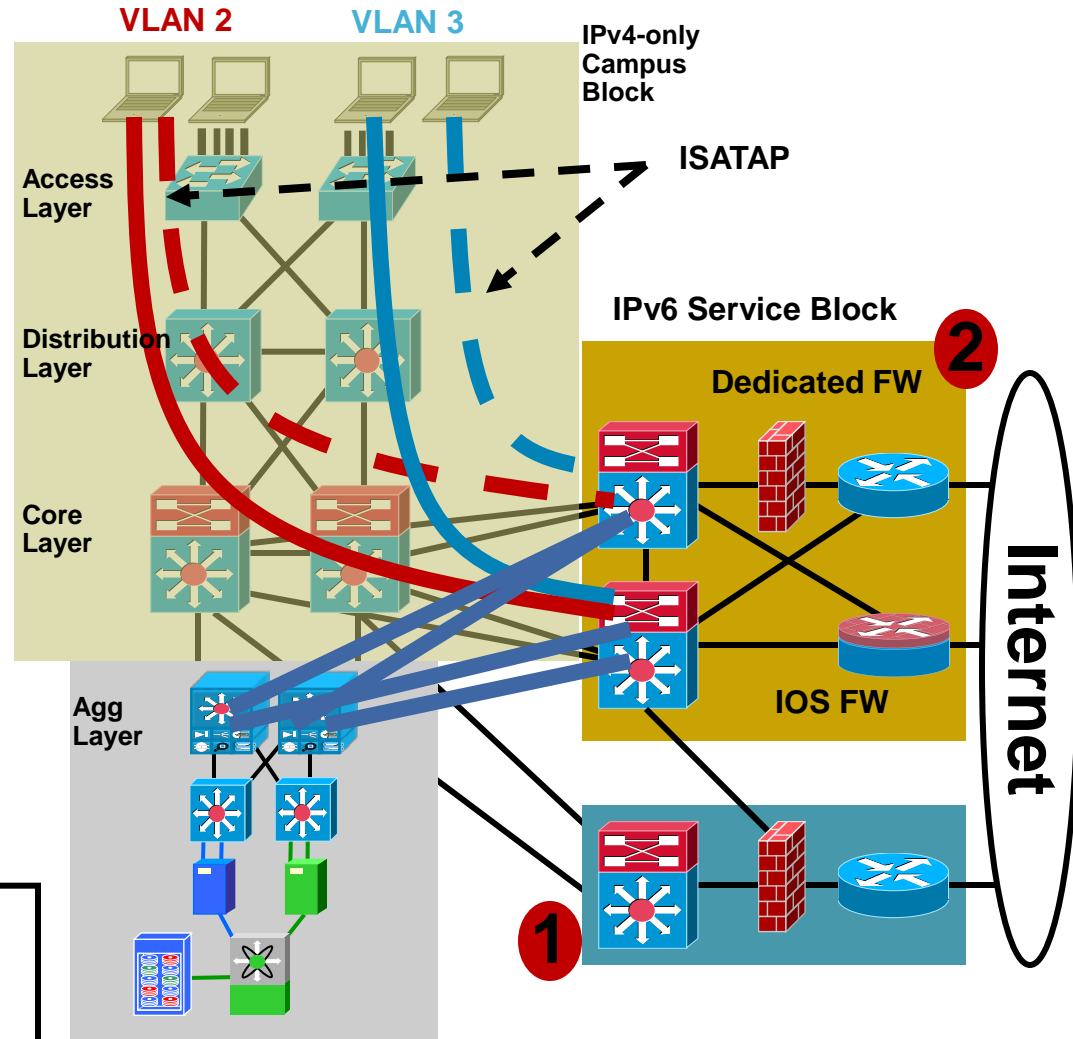 VLAN 2
VLAN 3
IPv4-only
Campus
Block
ISATAP
Access
Layer
IPv6 Service Block
2
Distribution
Layer
Dedicated FW
Core
Layer
Internet
IOS FW
Agg
Layer
1